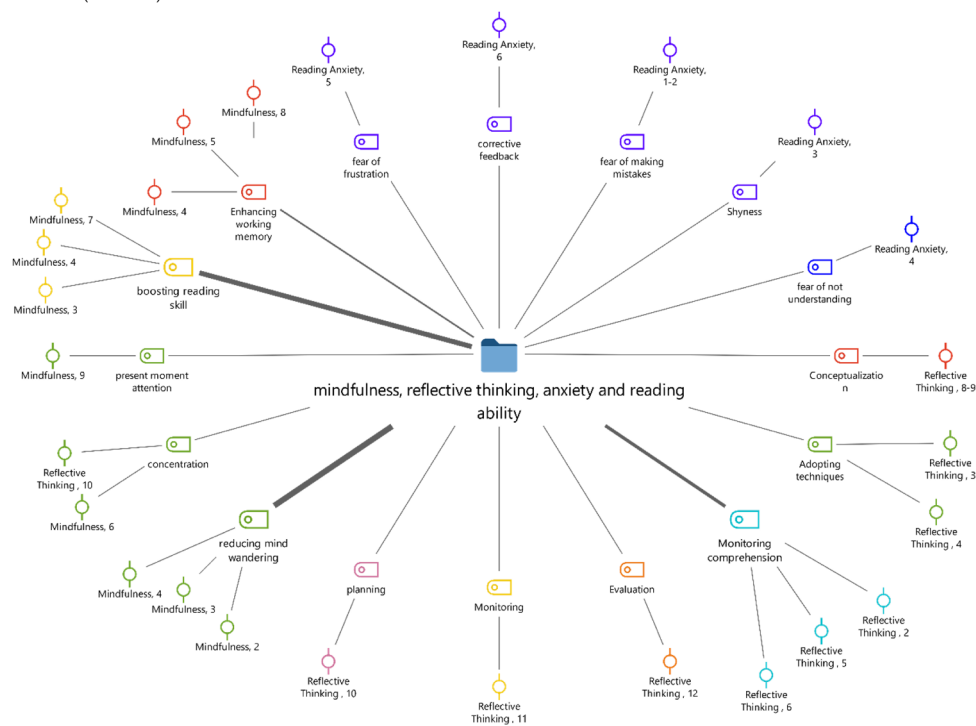 Reading Anxiety,
6
Reading Anxiety,
5
Reading Anxiety,
1-2
Mindfulness, 8
Mindfulness, 5
corrective
feedback
Reading Anxiety,
3
fear of
frustration
fear of making
mistakes
Mindfulness, 4
Enhancing
working
memory
Shyness
Mindfulness, 7
Reading Anxiety,
4
Mindfulness, 4
boosting reading
skill
fear of not
understanding
Mindfulness, 3
Mindfulness, 9
present moment
attention
Conceptualizatio
n
Reflective
Thinking , 8-9
mindfulness, reflective thinking, anxiety and reading
ability
concentration
Adopting
techniques
Reflective
Thinking , 10
Reflective
Thinking , 3
Mindfulness, 6
Reflective
Thinking , 4
reducing mind
wandering
Monitoring
comprehension
Mindfulness, 4
planning
Monitoring
Evaluation
Mindfulness, 3
Reflective
Thinking , 2
Mindfulness, 2
Reflective
Thinking , 5
Reflective
Thinking , 10
Reflective
Thinking , 11
Reflective
Thinking , 12
Reflective
Thinking , 6